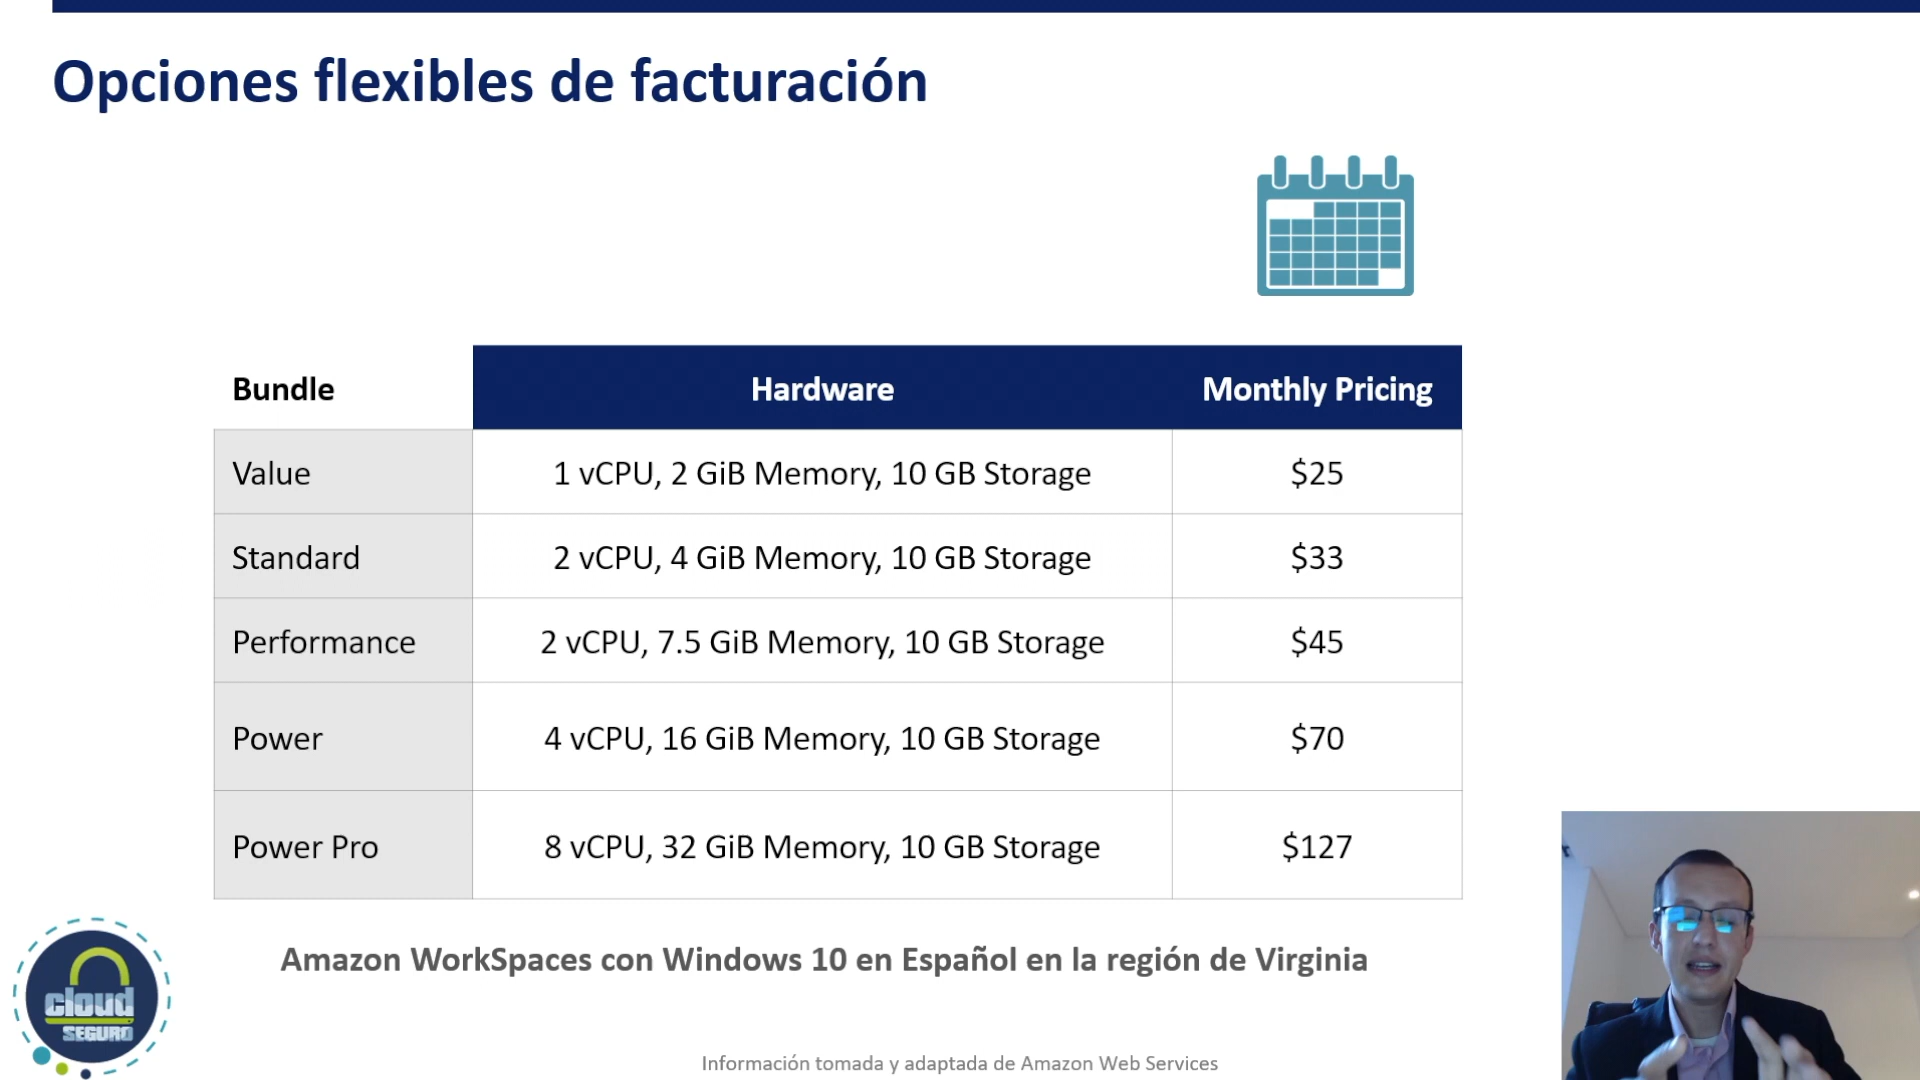 Opciones flexibles de facturación
Bundle Hardware Monthly Pricing
Value 1 vCPU, 2 GiB Memory, 10 GB Storage $25
Standard 2 vCPU, 4 GiB Memory, 10 GB Storage $33
Performance 2 vCPU, 7.5 GiB Memory, 10 GB Storage $45
Power 4 vCPU, 16 GiB Memory, 10 GB Storage $70
Power Pro 8 vCPU, 32 GiB Memory, 10 GB Storage $127
Amazon WorkSpaces con Windows 10 en Español en la región de Virginia
cloud
SEGURO
Información tomada y adaptada de Amazon Web Services